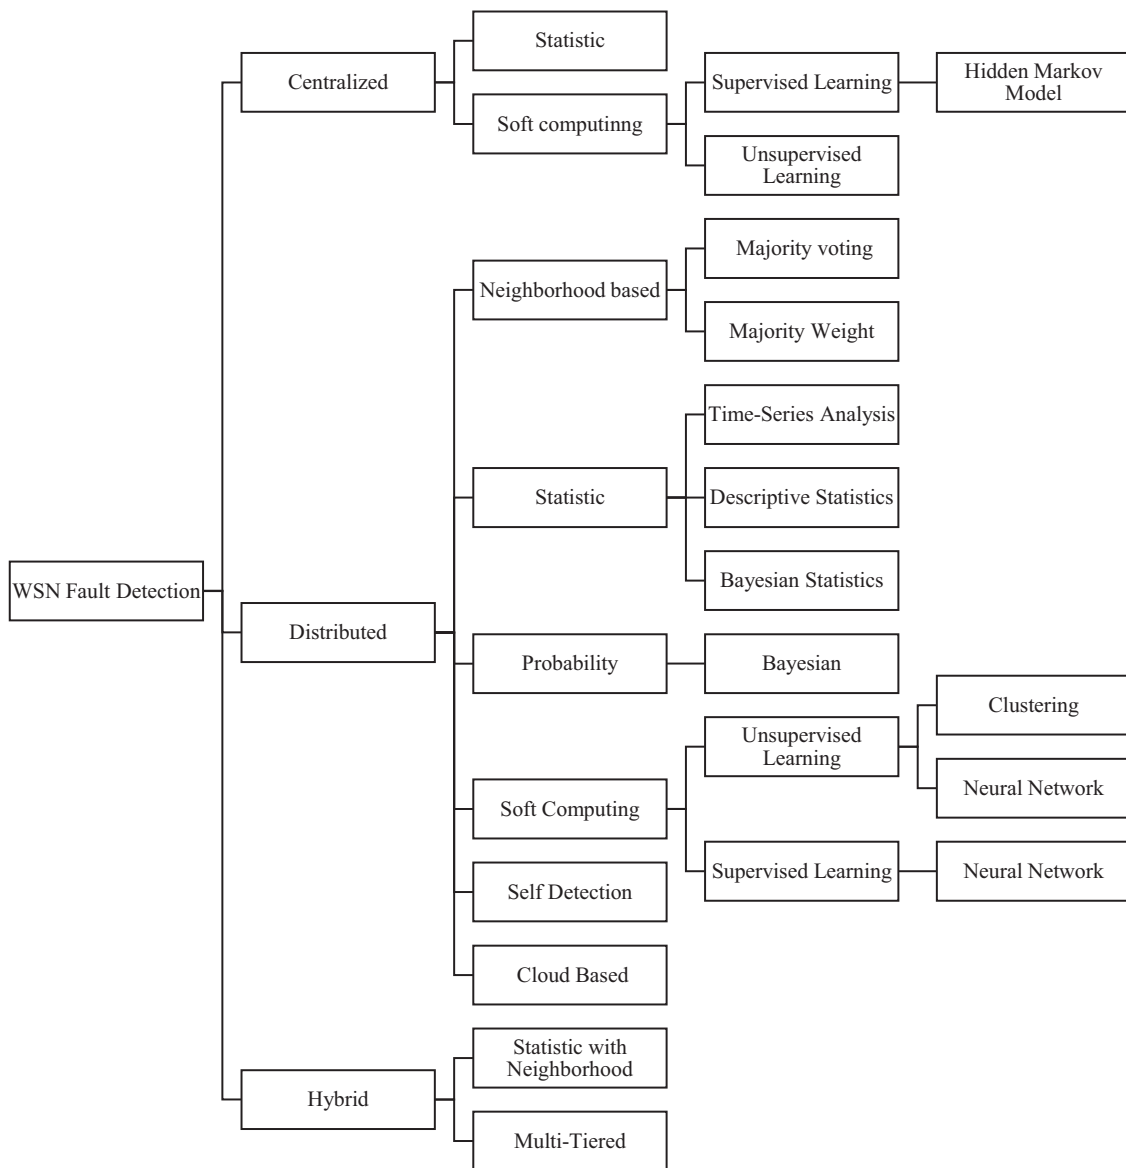 Statistic
Centralized
Supervised Learning
Hidden Markov
Model
Soft computinng
Unsupervised
Learning
Majority voting
Neighborhood based
Majority Weight
Time-Series Analysis
Statistic
Descriptive Statistics
Bayesian Statistics
WSN Fault Detection
Distributed
Probability
Bayesian
Clustering
Unsupervised
Learning
Neural Network
Soft Computing
Supervised Learning
Neural Network
Self Detection
Cloud Based
Statistic with
Neighborhood
Hybrid
Multi-Tiered